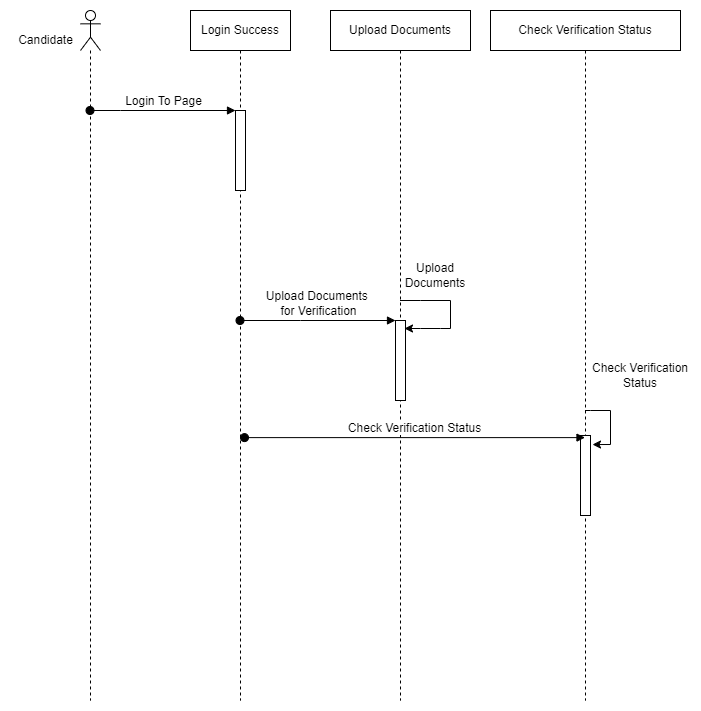 Candidate
Login Success
Upload Documents
Check Verification Status
Login To Page
Upload
Documents
Upload Documents
for Verification
Check Verification
Status
Check Verification Status